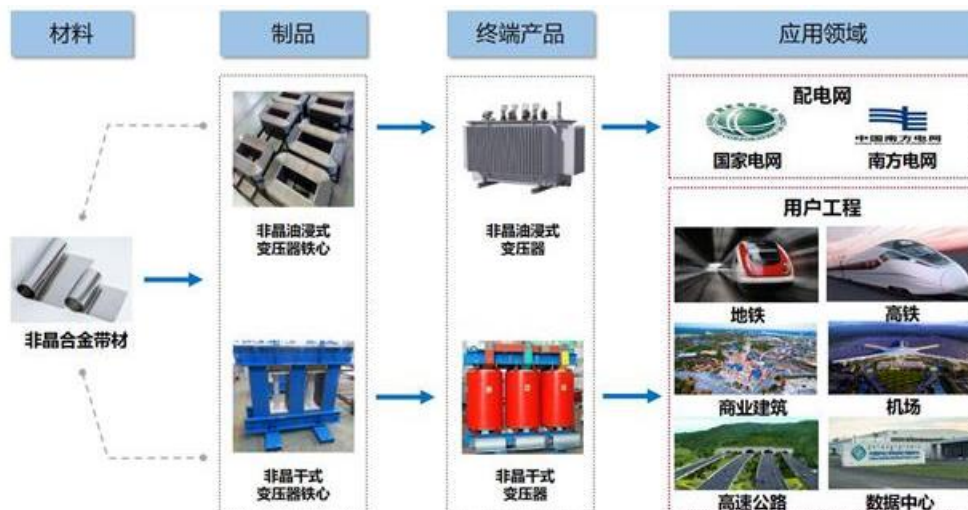 材料
制品
终端产品
应用领域
非晶合金带材
非晶油浸式
变压器铁心
非晶干式
变压器铁心
非晶油浸式
变压器
非晶干式
变压器
配电网
中国南方电网
国家电网
南方电网
用户工程
地铁
高铁
商业建筑
机场
高速公路
数据中心